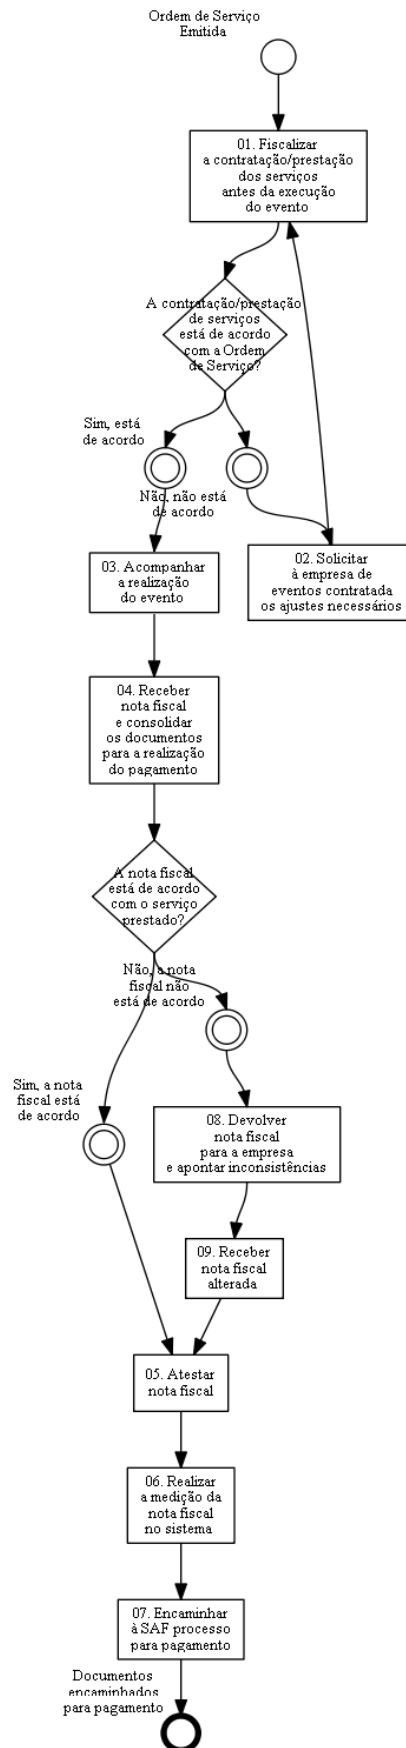 Ordem de Serviço
Emitida
01. Fiscalizar
a contratação/prestação
dos serviços
antes da execução
do evento
A contratação/prestação
de serviços
está de acordo
com a Ordem
de Serviço?
Sim, está
de acordo
Não, não está
de acordo
02. Solicitar
à empresa de
eventos contratada
os ajustes necessários
03. Acompanhar
a realização
do evento
04. Receber
nota fiscal
e consolidar
os documentos
para a realização
do pagamento
A nota fiscal
está de acordo
com o serviço
prestado?
Não, a nota
fiscal não
está de acordo
Sim, a nota
fiscal está
de acordo
08. Devolver
nota fiscal
para a empresa
e apontar inconsistências
09. Receber
nota fiscal
alterada
05. Atestar
nota fiscal
06. Realizar
a medição da
nota fiscal
no sistema
07. Encaminhar
à SAF processo
para pagamento
Documentos
encaminhados
para pagamento